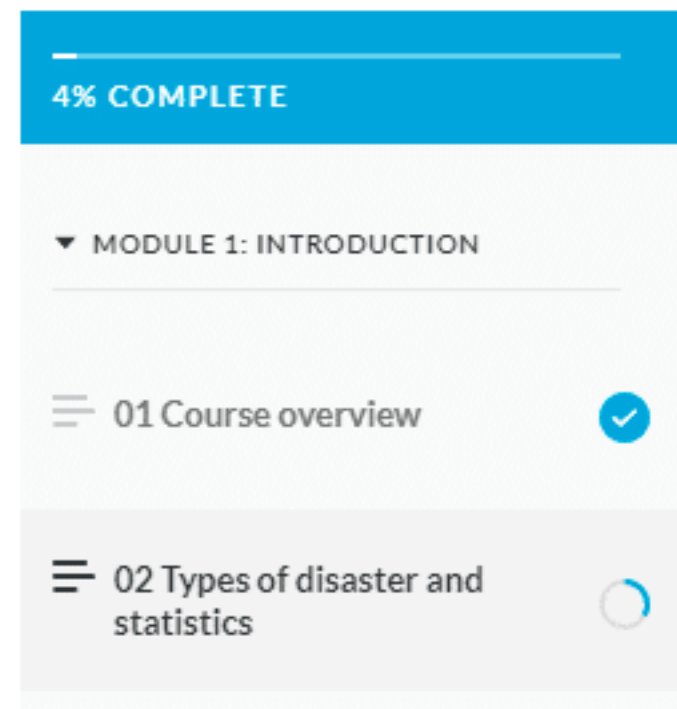 4% COMPLETE
MODULE 1: INTRODUCTION
01 Course overview
02 Types of disaster and
statistics